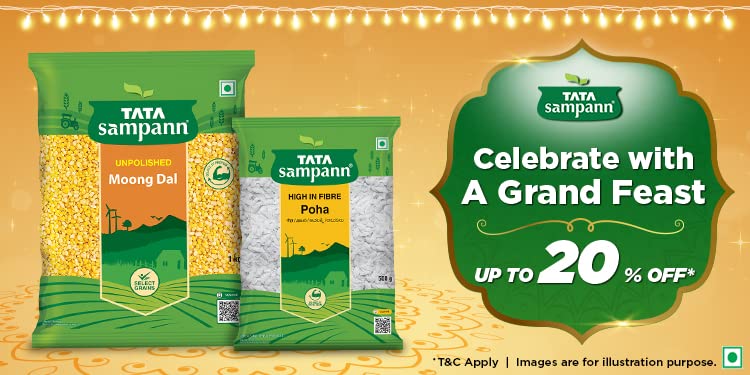 TATA
sampann
UNPOLISHED
Moong Dal
SELECT
GRAINS
1 kg
TATA
sampann
HIGH IN FIBRE
Poha
500 g
TATA
sampann
Celebrate with
A Grand Feast
UP TO 20 % OFF*
*T&C Apply | Images are for illustration purpose.